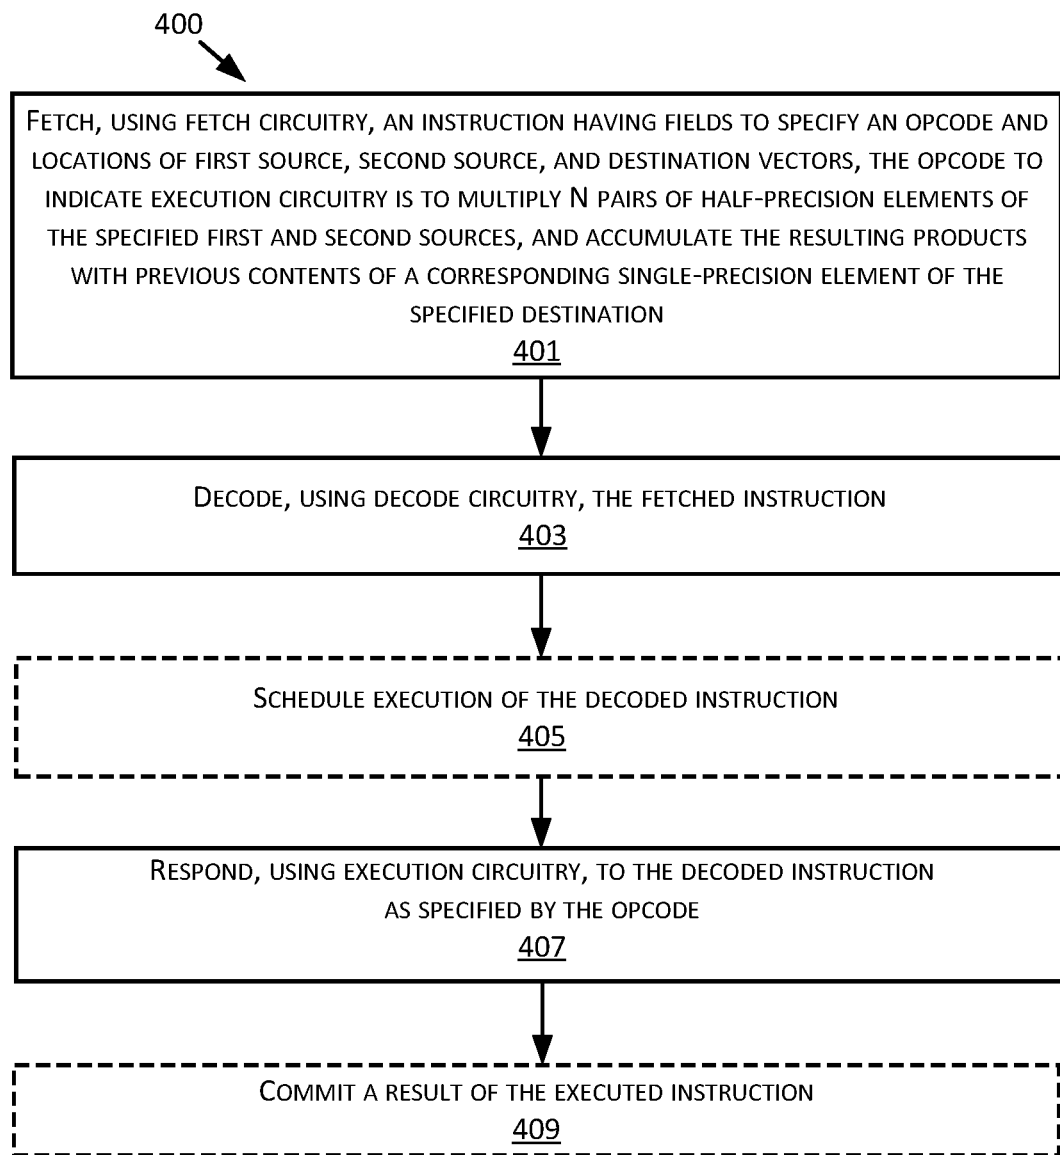 400
FETCH, USING FETCH CIRCUITRY, AN INSTRUCTION HAVING FIELDS TO SPECIFY AN OPCODE AND
LOCATIONS OF FIRST SOURCE, SECOND SOURCE, AND DESTINATION VECTORS, THE OPCODE TO
INDICATE EXECUTION CIRCUITRY IS TO MULTIPLY N PAIRS OF HALF-PRECISION ELEMENTS OF
THE SPECIFIED FIRST AND SECOND SOURCES, AND ACCUMULATE THE RESULTING PRODUCTS
WITH PREVIOUS CONTENTS OF A CORRESPONDING SINGLE-PRECISION ELEMENT OF THE
SPECIFIED DESTINATION
401
DECODE, USING DECODE CIRCUITRY, THE FETCHED INSTRUCTION
403
SCHEDULE EXECUTION OF THE DECODED INSTRUCTION
405
RESPOND, USING EXECUTION CIRCUITRY, TO THE DECODED INSTRUCTION
AS SPECIFIED BY THE OPCODE
407
COMMIT A RESULT OF THE EXECUTED INSTRUCTION
409